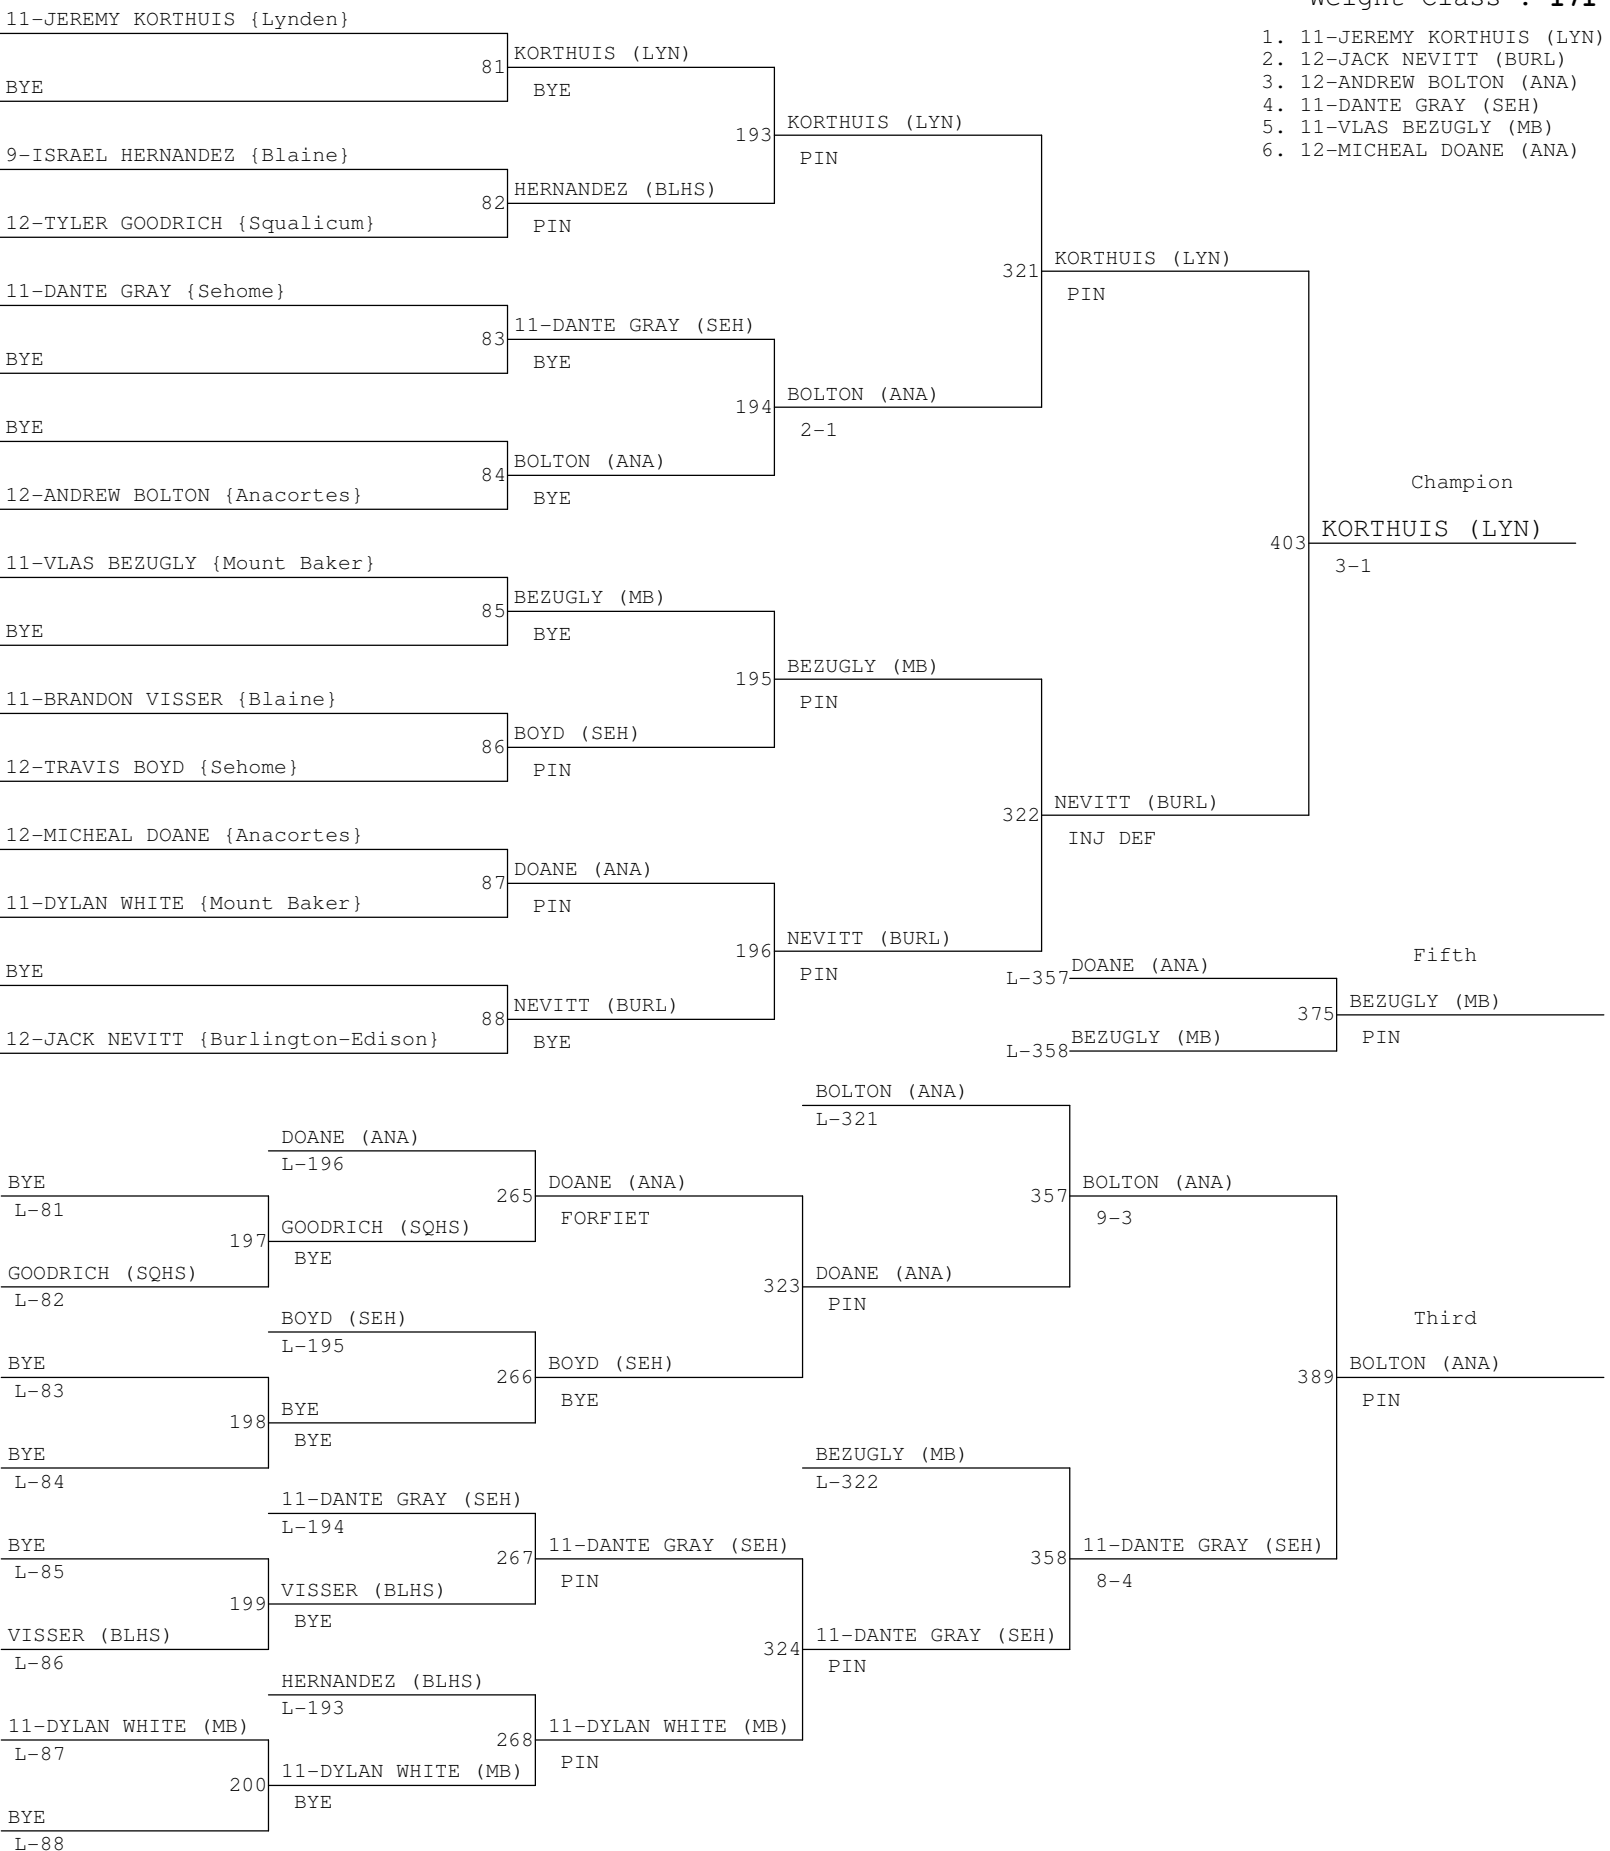 Weight Class : 171
1. 11-JEREMY KORTHUIS (LYN)
2. 12-JACK NEVITT (BURL)
3. 12-ANDREW BOLTON (ANA)
4. 11-DANTE GRAY (SEH)
5. 11-VLAS BEZUGLY (MB)
6. 12-MICHEAL DOANE (ANA)
11-JEREMY KORTHUIS {Lynden}
BYE
9-ISRAEL HERNANDEZ {Blaine}
12-TYLER GOODRICH {Squalicum}
11-DANTE GRAY {Sehome}
BYE
BYE
12-ANDREW BOLTON {Anacortes}
11-VLAS BEZUGLY {Mount Baker}
BYE
11-BRANDON VISSER {Blaine}
12-TRAVIS BOYD {Sehome}
12-MICHEAL DOANE {Anacortes}
11-DYLAN WHITE {Mount Baker}
BYE
12-JACK NEVITT {Burlington-Edison}
81 KORTHUIS (LYN)
BYE
82 HERNANDEZ (BLHS)
PIN
83 11-DANTE GRAY (SEH)
BYE
84 BOLTON (ANA)
BYE
85 BEZUGLY (MB)
BYE
86 BOYD (SEH)
PIN
87 DOANE (ANA)
PIN
88 NEVITT (BURL)
BYE
193 KORTHUIS (LYN)
PIN
194 BOLTON (ANA)
2-1
195 BEZUGLY (MB)
PIN
196 NEVITT (BURL)
PIN
321 KORTHUIS (LYN)
PIN
322 NEVITT (BURL)
INJ DEF
Champion
403 KORTHUIS (LYN)
3-1
Fifth
L-357 DOANE (ANA)
L-358 BEZUGLY (MB)
375 BEZUGLY (MB)
PIN
BYE
L-81
GOODRICH (SQHS)
L-82
BYE
L-83
BYE
L-84
BYE
L-85
VISSER (BLHS)
L-86
11-DYLAN WHITE (MB)
L-87
BYE
L-88
DOANE (ANA)
L-196
197 GOODRICH (SQHS)
BYE
BOYD (SEH)
L-195
198 BYE
BYE
11-DANTE GRAY (SEH)
L-194
199 VISSER (BLHS)
BYE
HERNANDEZ (BLHS)
L-193
200 11-DYLAN WHITE (MB)
BYE
265 DOANE (ANA)
FORFIET
266 BOYD (SEH)
BYE
267 11-DANTE GRAY (SEH)
PIN
268 11-DYLAN WHITE (MB)
PIN
BOLTON (ANA)
L-321
323 DOANE (ANA)
PIN
BEZUGLY (MB)
L-322
324 11-DANTE GRAY (SEH)
PIN
357 BOLTON (ANA)
9-3
358 11-DANTE GRAY (SEH)
8-4
Third
389 BOLTON (ANA)
PIN